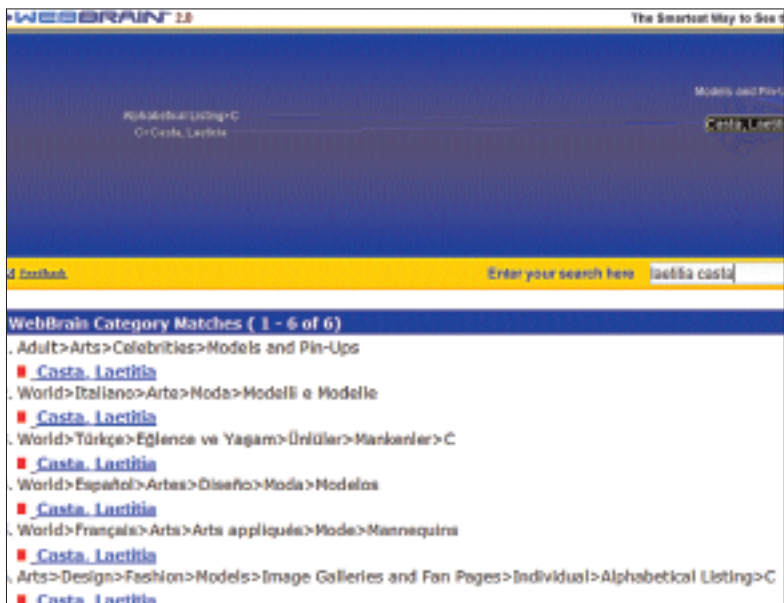 WEBBRAIN 2.0
The Smartest Way to See t
Models and Pin-U
Alphabetical Listing>C
C>Casta, Laetitia
Casta, Laetit
Feedback
Enter your search here laetitia casta
WebBrain Category Matches ( 1 - 6 of 6)
. Adult>Arts>Celebrities>Models and Pin-Ups
Casta, Laetitia
. World>Italiano>Arte>Moda>Modelli e Modelle
Casta, Laetitia
. World>Türkçe>Eğlence ve Yaşam>Ünlüler>Mankenler>C
Casta, Laetitia
. World>Español>Artes>Diseño>Moda>Modelos
Casta, Laetitia
. World>Français>Arts>Arts appliqués>Mode>Mannequins
Casta, Laetitia
. Arts>Design>Fashion>Models>Image Galleries and Fan Pages>Individual>Alphabetical Listing>C
Casta, Laetitia